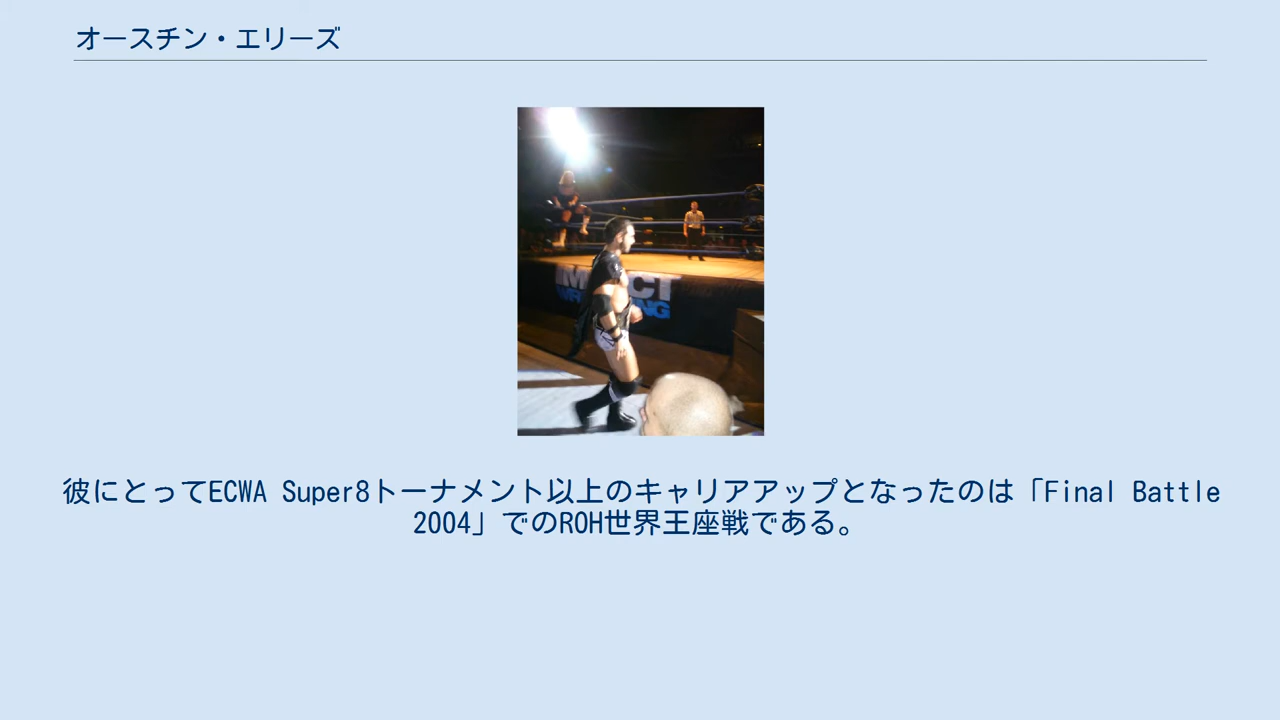 オースチン・エリーズ
IMPACT
WRESTLING
彼にとってECWA Super8トーナメント以上のキャリアアップとなったのは「Final Battle
2004」でのROH世界王座戦である。